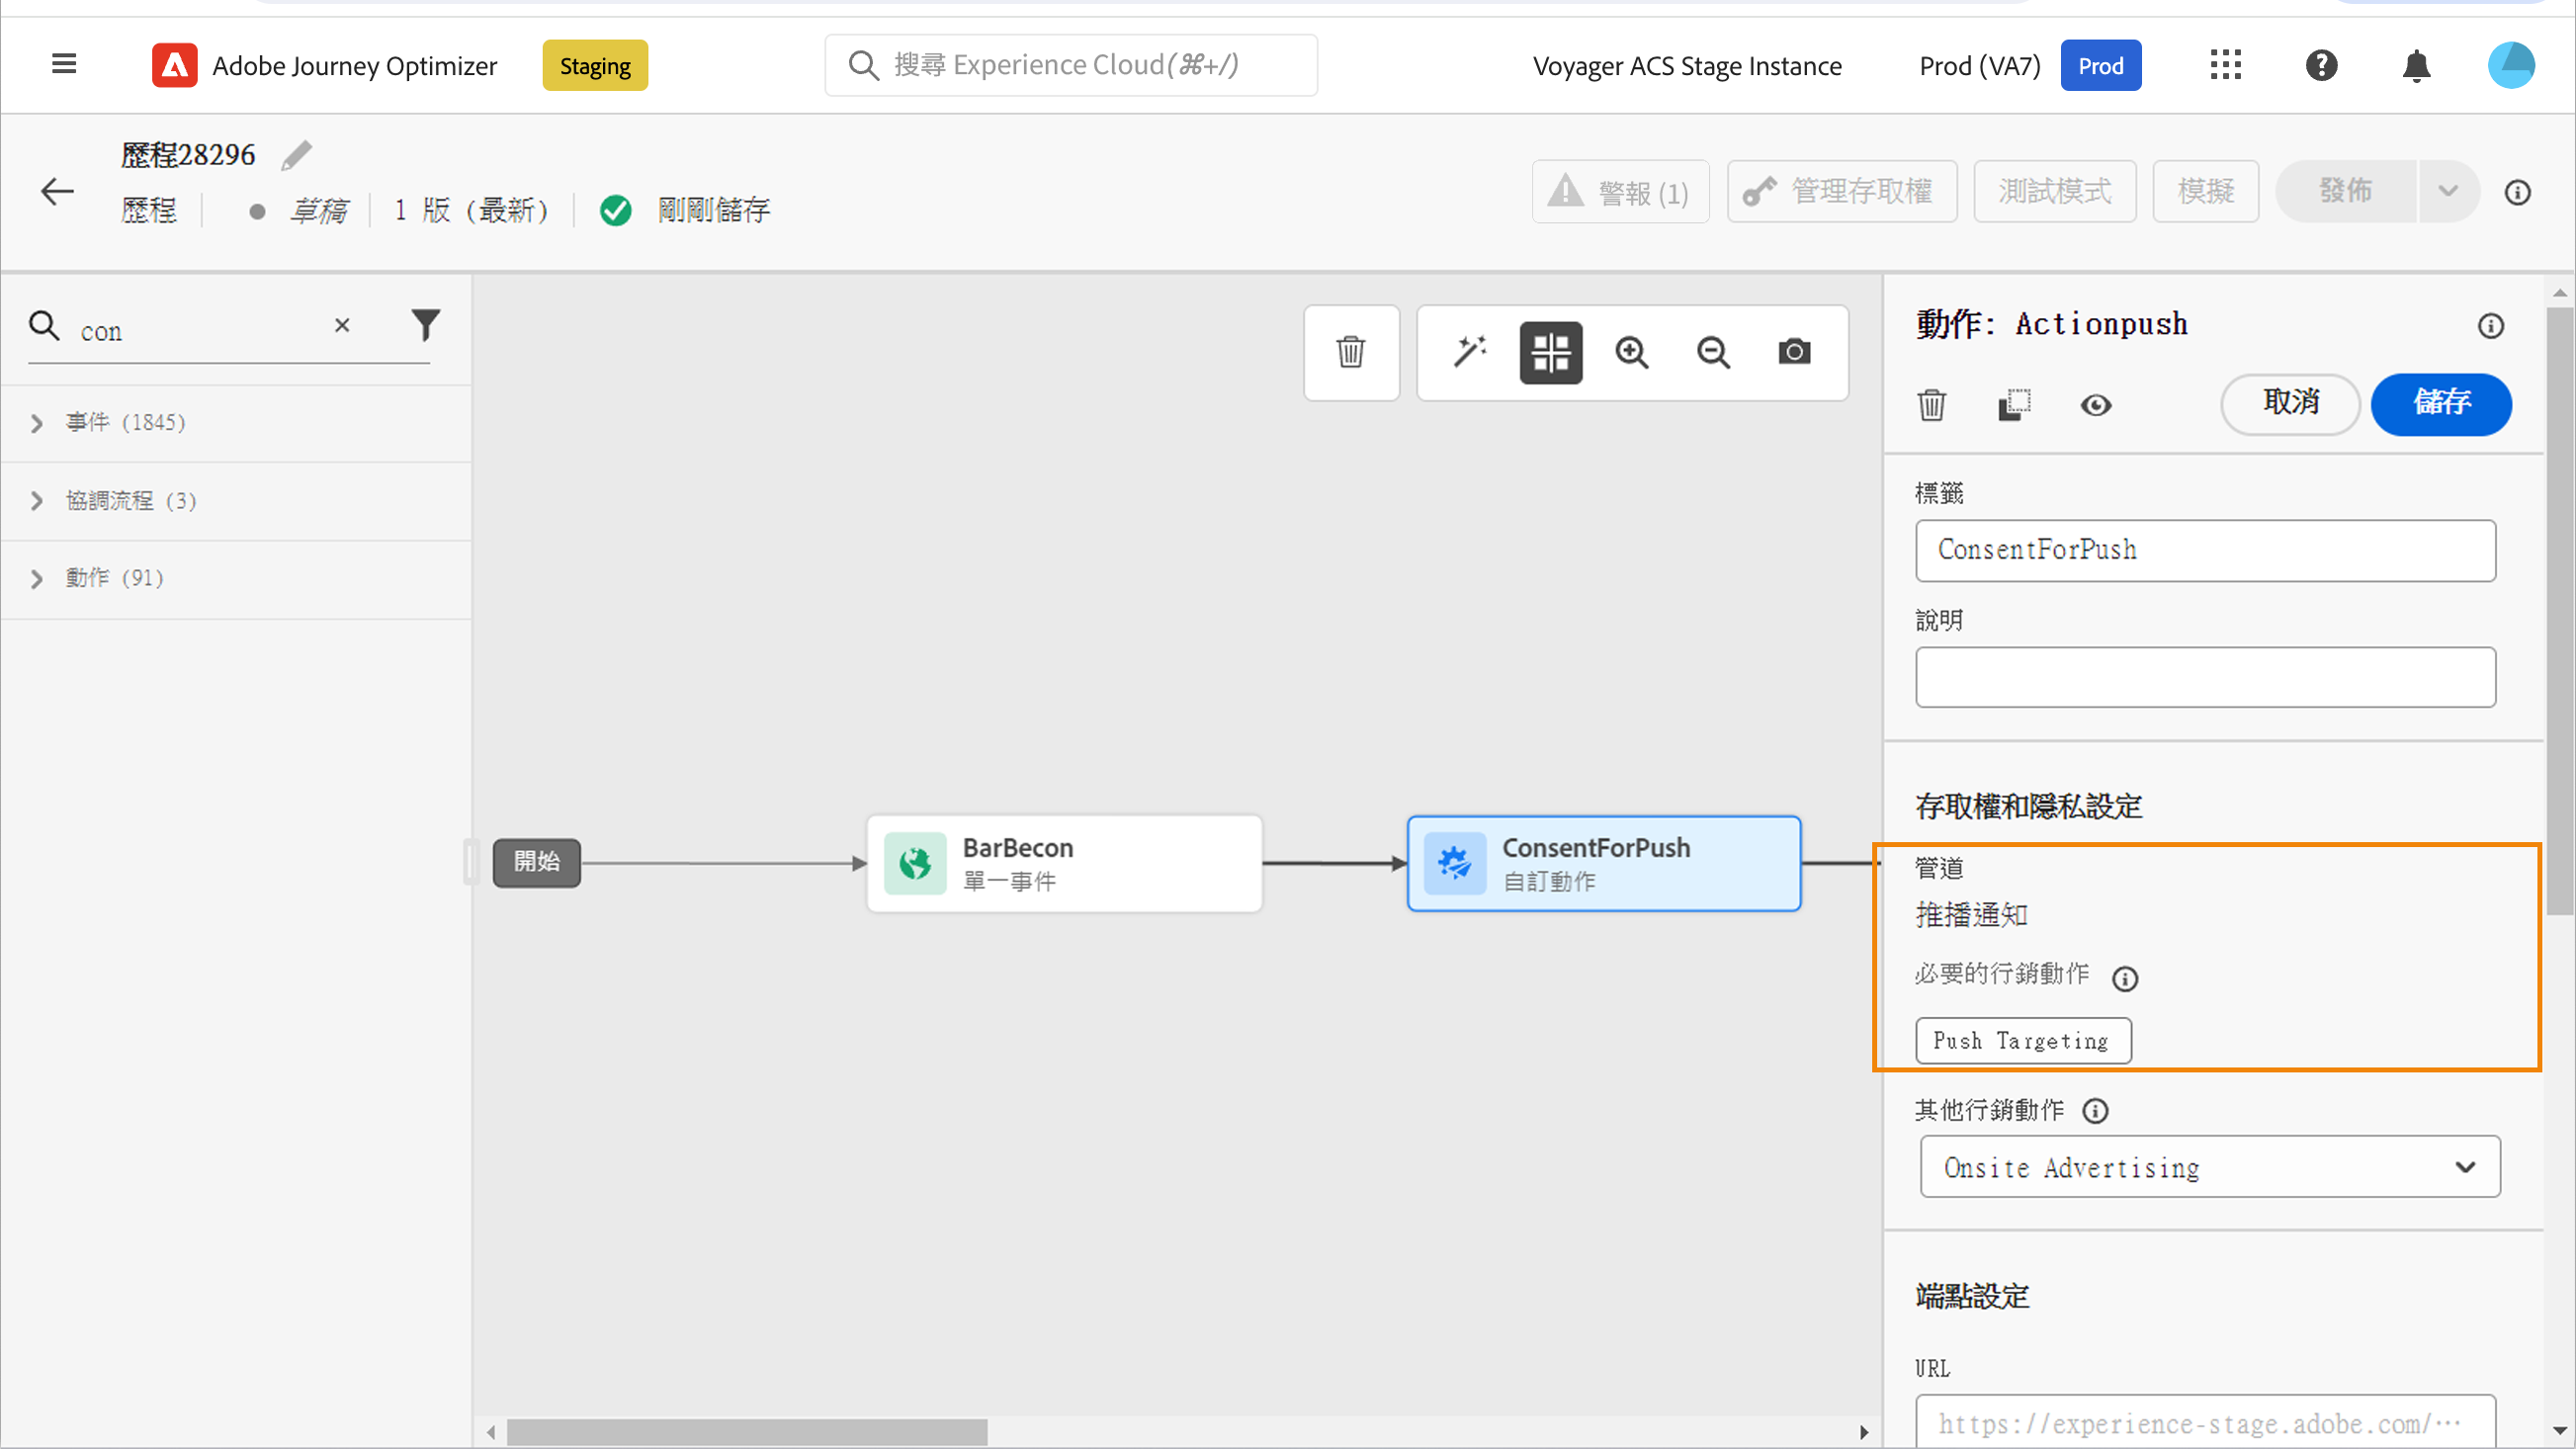 Adobe Journey Optimizer
Staging
搜尋 Experience Cloud(⌘+/)
Voyager ACS Stage Instance
Prod (VA7)
Prod
歷程28296
歷程
草稿
1 版 (最新)
剛剛儲存
警報 (1)
管理存取權
測試模式
模擬
發佈
con
事件 (1845)
協調流程 (3)
動作 (91)
開始
BarBecon
單一事件
ConsentForPush
自訂動作
動作: Actionpush
取消
儲存
標籤
ConsentForPush
說明
存取權和隱私設定
管道
推播通知
必要的行銷動作
Push Targeting
其他行銷動作
Onsite Advertising
端點設定
URL
https://experience-stage.adobe.com/...